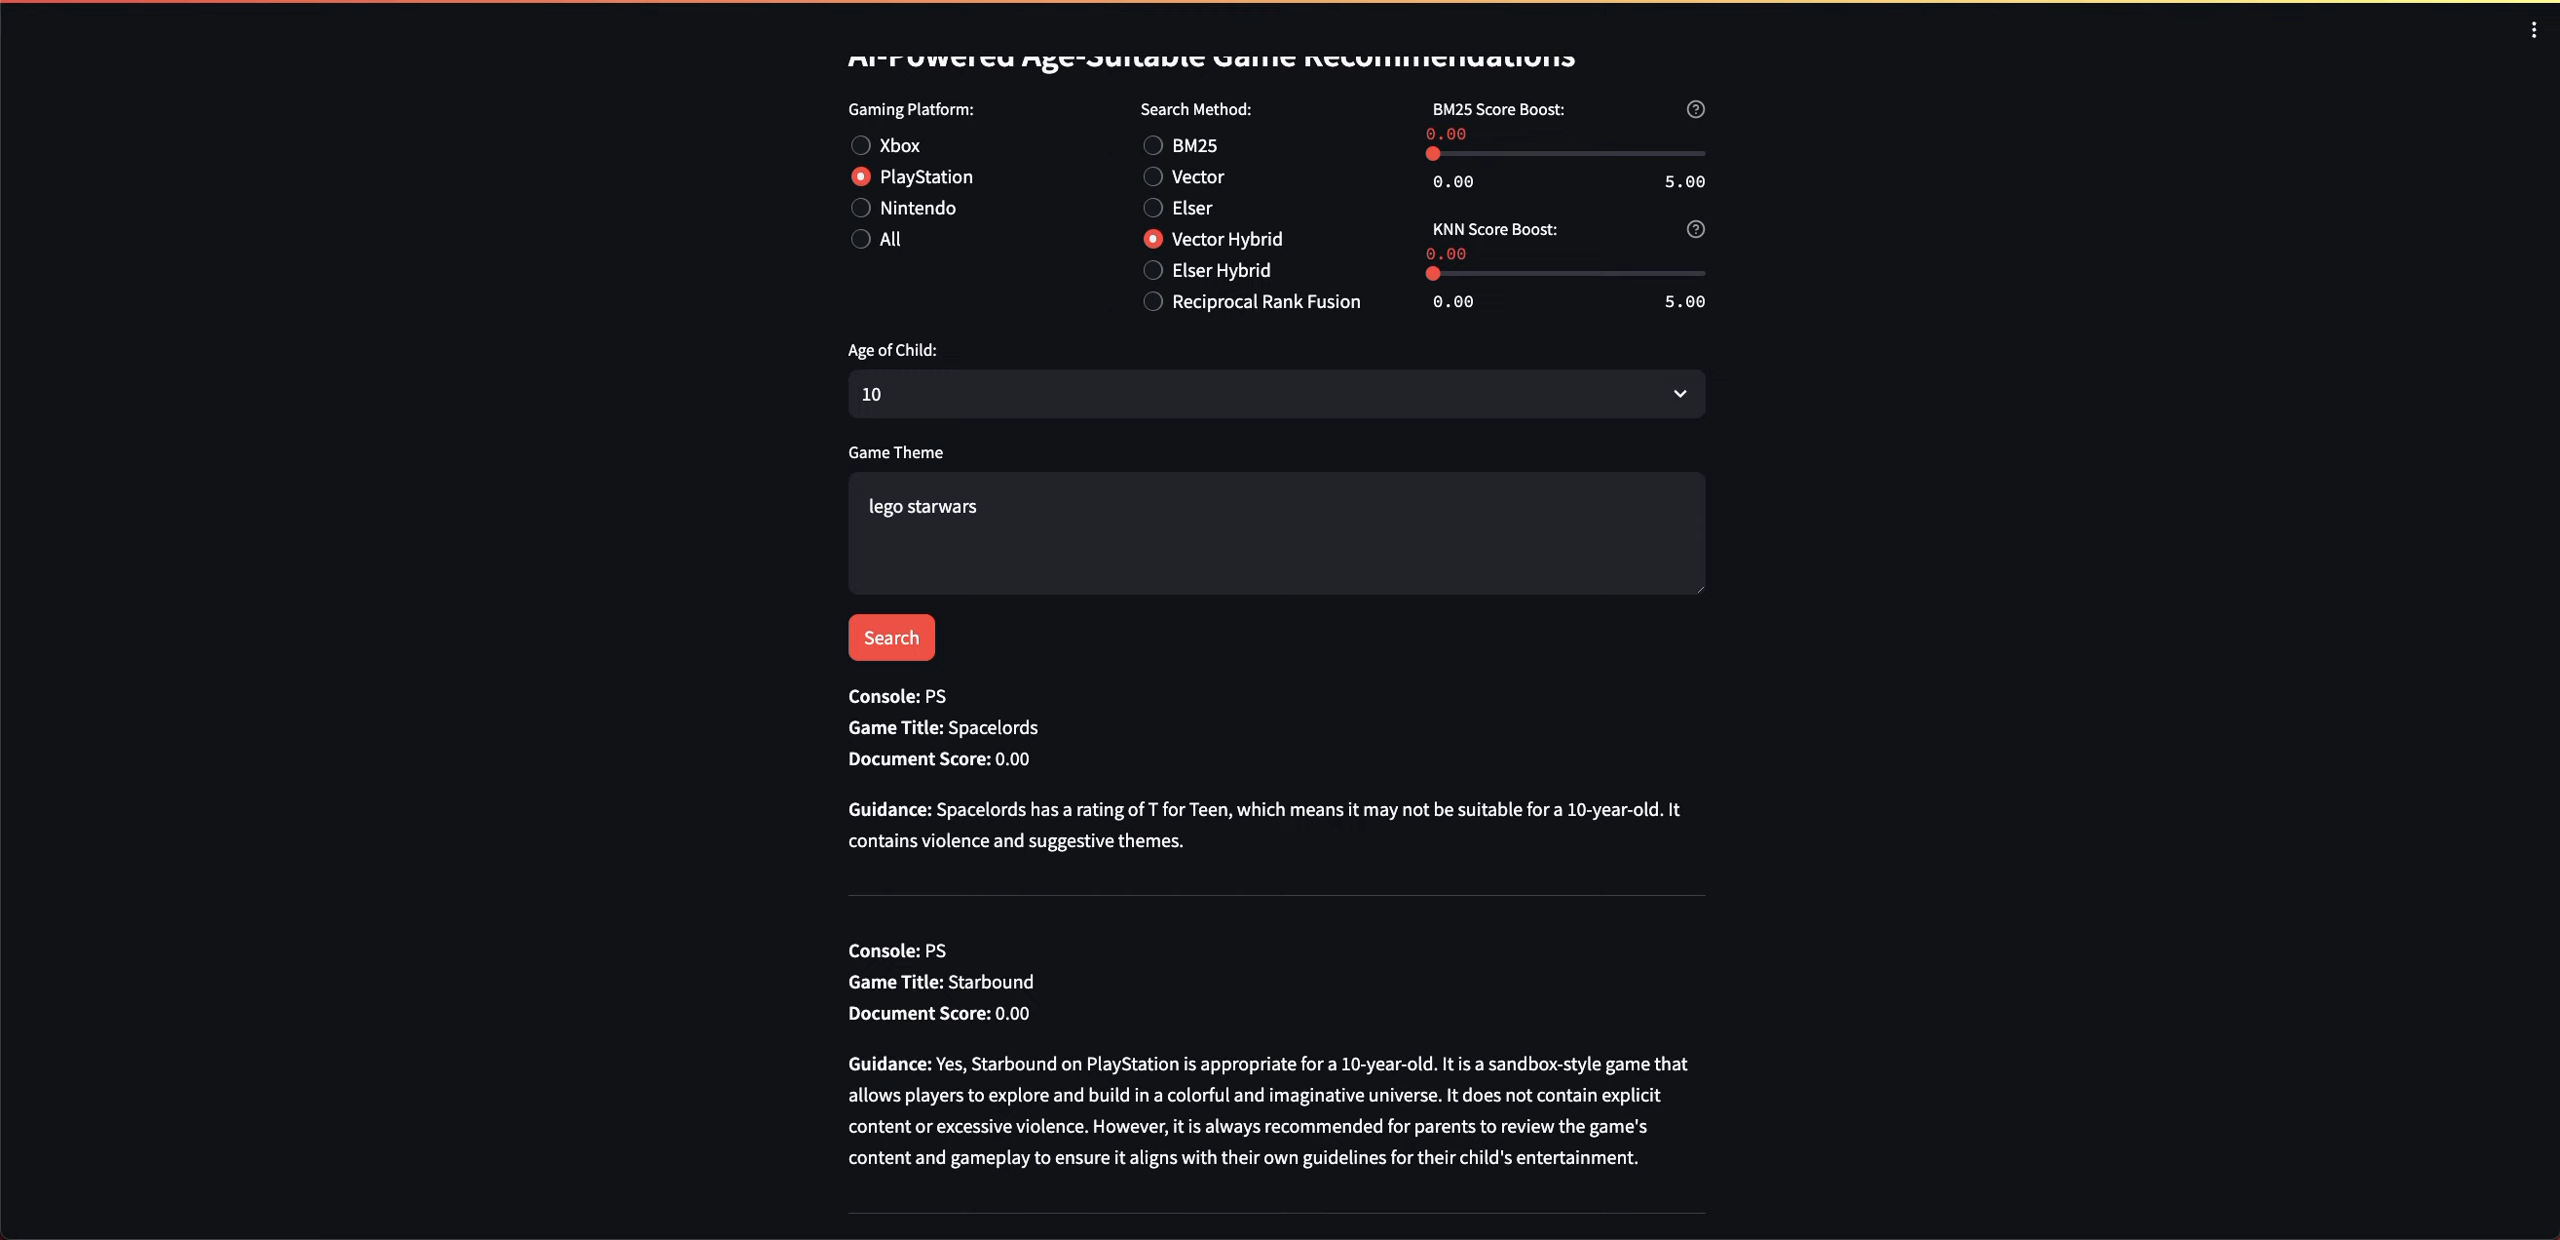 AI-Powered Age-Suitable Game Recommendations
Gaming Platform:
Xbox
PlayStation
Nintendo
All
Search Method:
BM25
Vector
Elser
Vector Hybrid
Elser Hybrid
Reciprocal Rank Fusion
BM25 Score Boost:
0.00
0.00 5.00
KNN Score Boost:
0.00
0.00 5.00
Age of Child:
10
Game Theme
lego starwars
Search
Console: PS
Game Title: Spacelords
Document Score: 0.00
Guidance: Spacelords has a rating of T for Teen, which means it may not be suitable for a 10-year-old. It
contains violence and suggestive themes.
Console: PS
Game Title: Starbound
Document Score: 0.00
Guidance: Yes, Starbound on PlayStation is appropriate for a 10-year-old. It is a sandbox-style game that
allows players to explore and build in a colorful and imaginative universe. It does not contain explicit
content or excessive violence. However, it is always recommended for parents to review the game's
content and gameplay to ensure it aligns with their own guidelines for their child's entertainment.